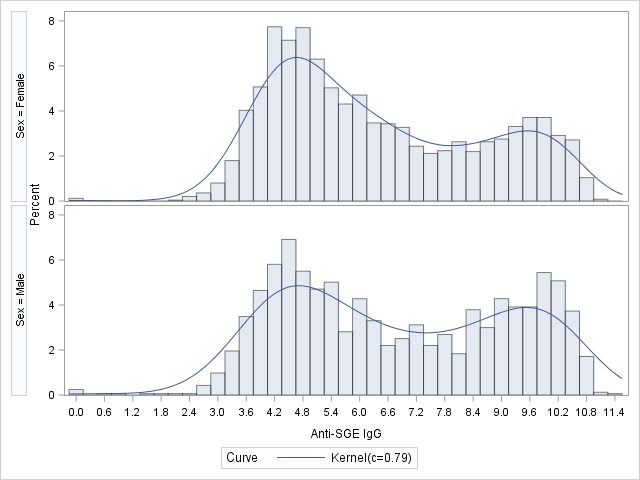 Sex = Female
8
6
4
2
0
Percent
Sex = Male
8
6
4
2
0
0.0 0.6 1.2 1.8 2.4 3.0 3.6 4.2 4.8 5.4 6.0 6.6 7.2 7.8 8.4 9.0 9.6 10.2 10.8 11.4
Anti-SGE IgG
Curve Kernel(c=0.79)